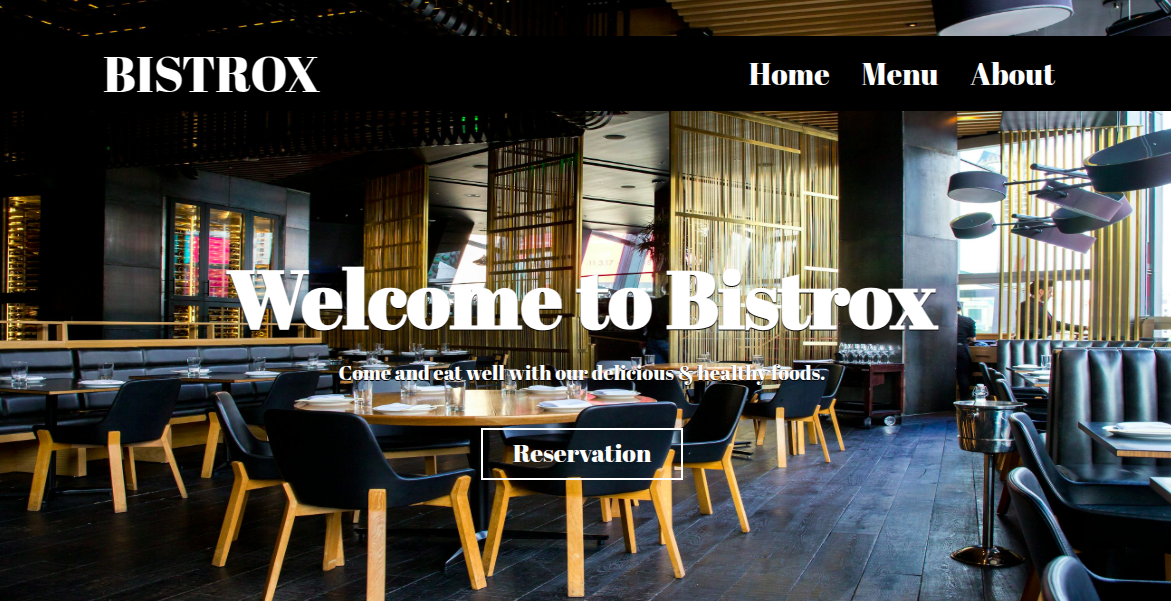 BISTROX
Home Menu About
Welcome to Bistrox
Come and eat well with our delicious & healthy foods.
Reservation